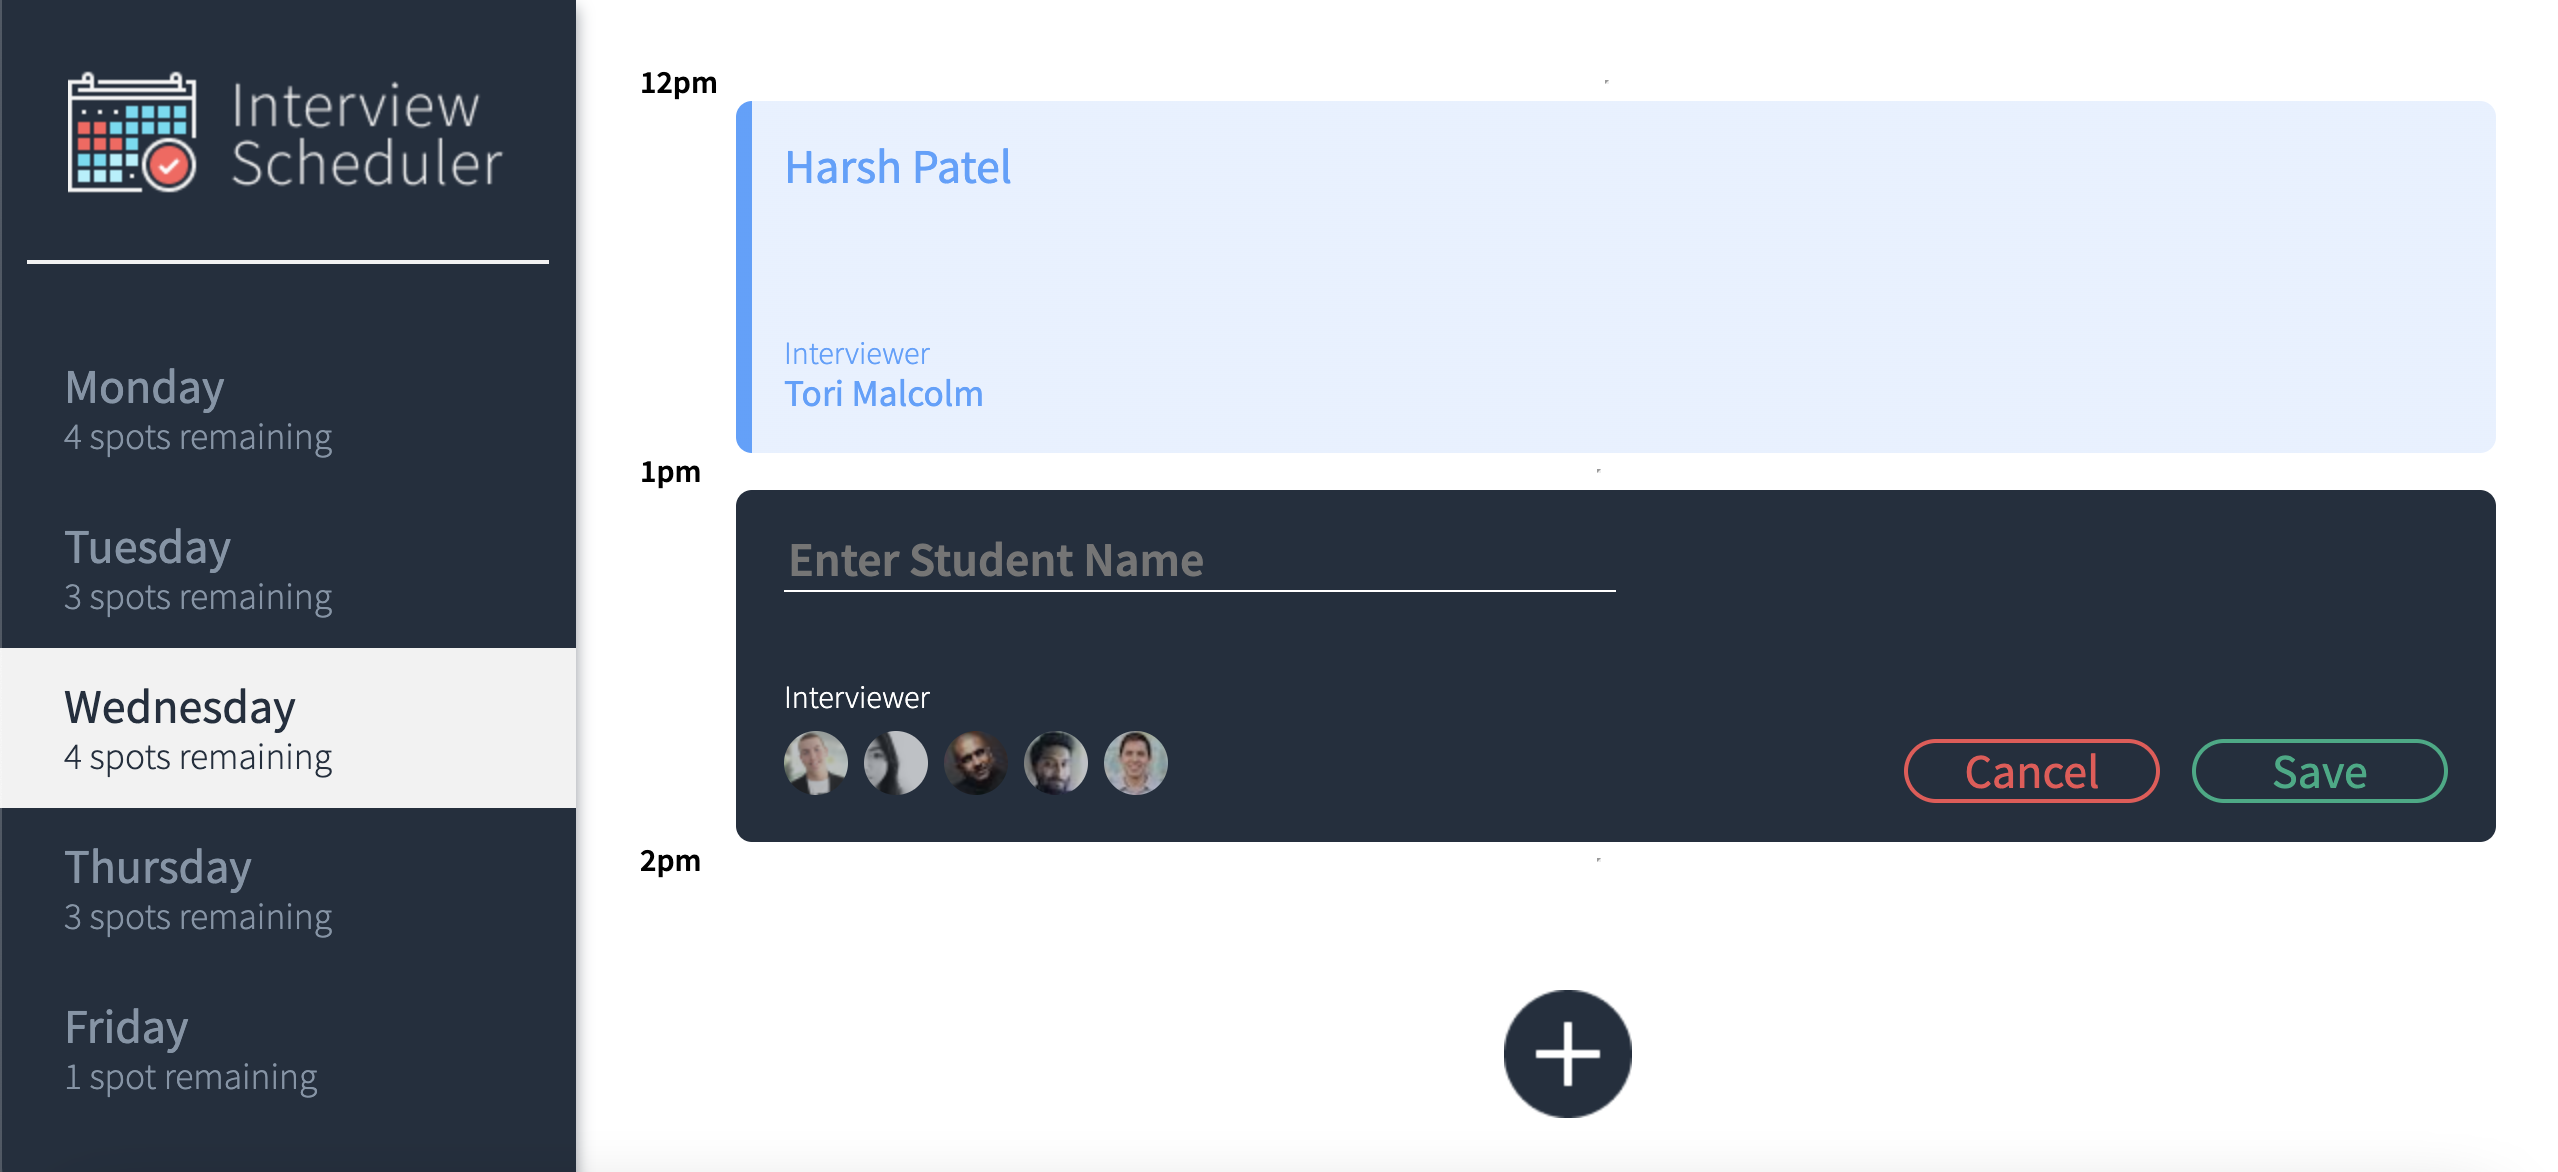 Interview
Scheduler
Monday
4 spots remaining
Tuesday
3 spots remaining
Wednesday
4 spots remaining
Thursday
3 spots remaining
Friday
1 spot remaining
12pm
Harsh Patel
Interviewer
Tori Malcolm
1pm
Enter Student Name
Interviewer
Cancel
Save
2pm